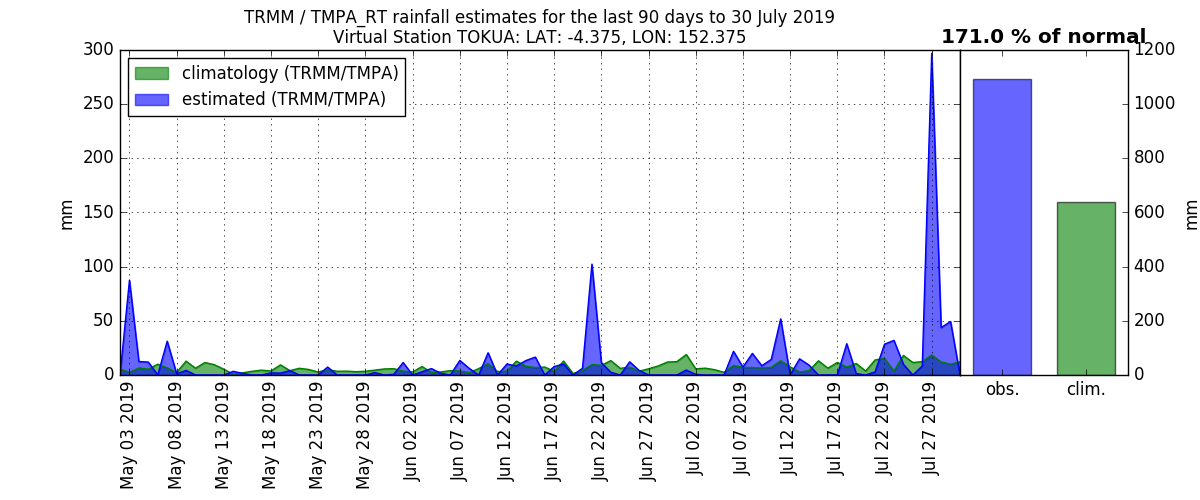 TRMM / TMPA_RT rainfall estimates for the last 90 days to 30 July 2019
Virtual Station TOKUA: LAT: -4.375, LON: 152.375
171.0 % of normal
climatology (TRMM/TMPA)
estimated (TRMM/TMPA)
300
250
200
150
100
50
0
mm
May 03 2019
May 08 2019
May 13 2019
May 18 2019
May 23 2019
May 28 2019
Jun 02 2019
Jun 07 2019
Jun 12 2019
Jun 17 2019
Jun 22 2019
Jun 27 2019
Jul 02 2019
Jul 07 2019
Jul 12 2019
Jul 17 2019
Jul 22 2019
Jul 27 2019
obs.
clim.
1200
1000
800
600
400
200
0
mm